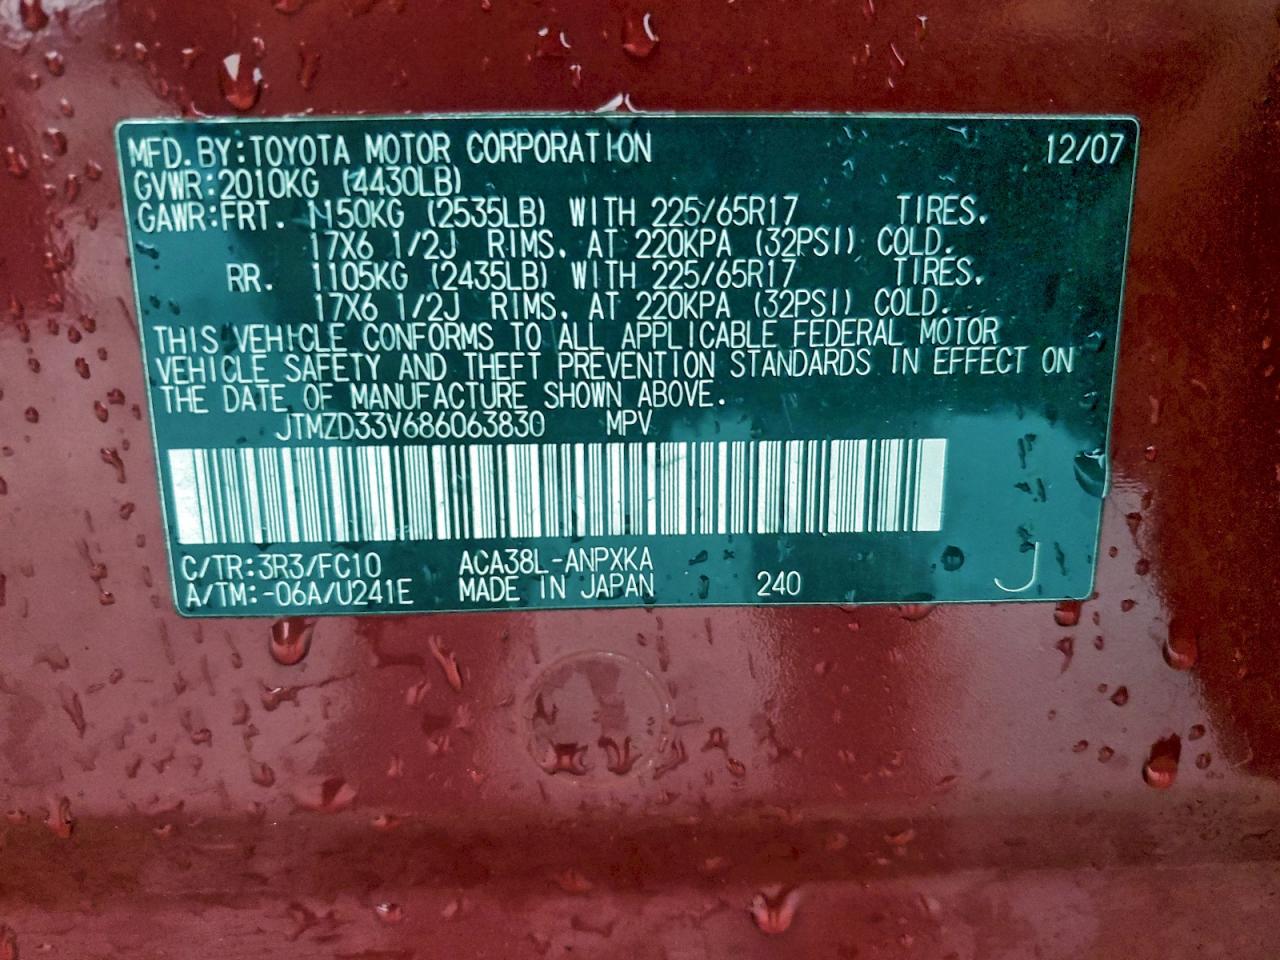 MFD. BY: TOYOTA MOTOR CORPORATION 12/07
GVWR: 2010KG (4430LB)
GAWR: FRT. 1150KG (2535LB) WITH 225/65R17 TIRES.
17X6 1/2J RIMS. AT 220KPA (32PSI) COLD.
RR. 1105KG (2435LB) WITH 225/65R17 TIRES.
17X6 1/2J RIMS. AT 220KPA (32PSI) COLD.
THIS VEHICLE CONFORMS TO ALL APPLICABLE FEDERAL MOTOR
VEHICLE SAFETY AND THEFT PREVENTION STANDARDS IN EFFECT ON
THE DATE OF MANUFACTURE SHOWN ABOVE.
JTMZD33V686063830 MPV
C/TR: 3R3/FC10 ACA38L-ANPXKA
A/TM: -06A/U241E MADE IN JAPAN 240 J